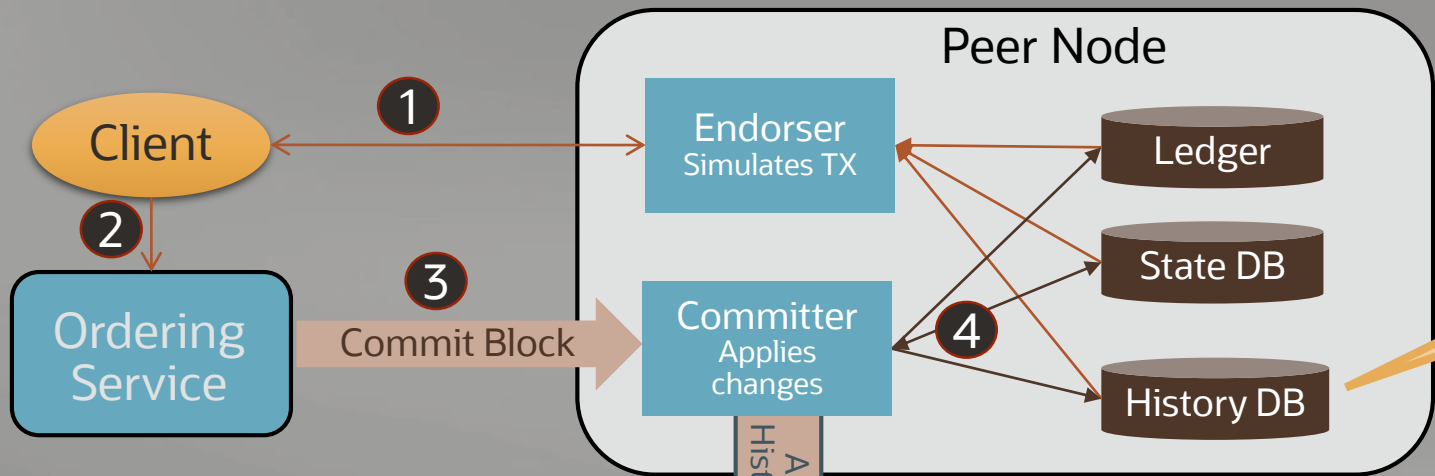 Peer Node
1
Client
Endorser
Simulates TX
Ledger
2
State DB
3
Commit Block
Ordering
Service
Committer
Applies
changes
4
History DB
A
Hist